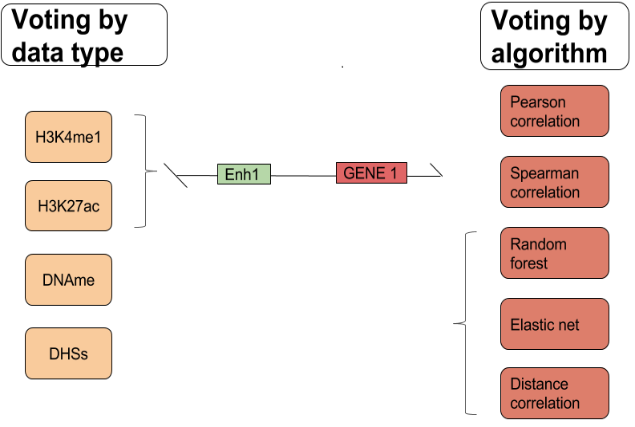 Voting by
data type
H3K4me1
H3K27ac
DNAme
DHSs
Enh1
GENE 1
Voting by
algorithm
Pearson
correlation
Spearman
correlation
Random
forest
Elastic net
Distance
correlation